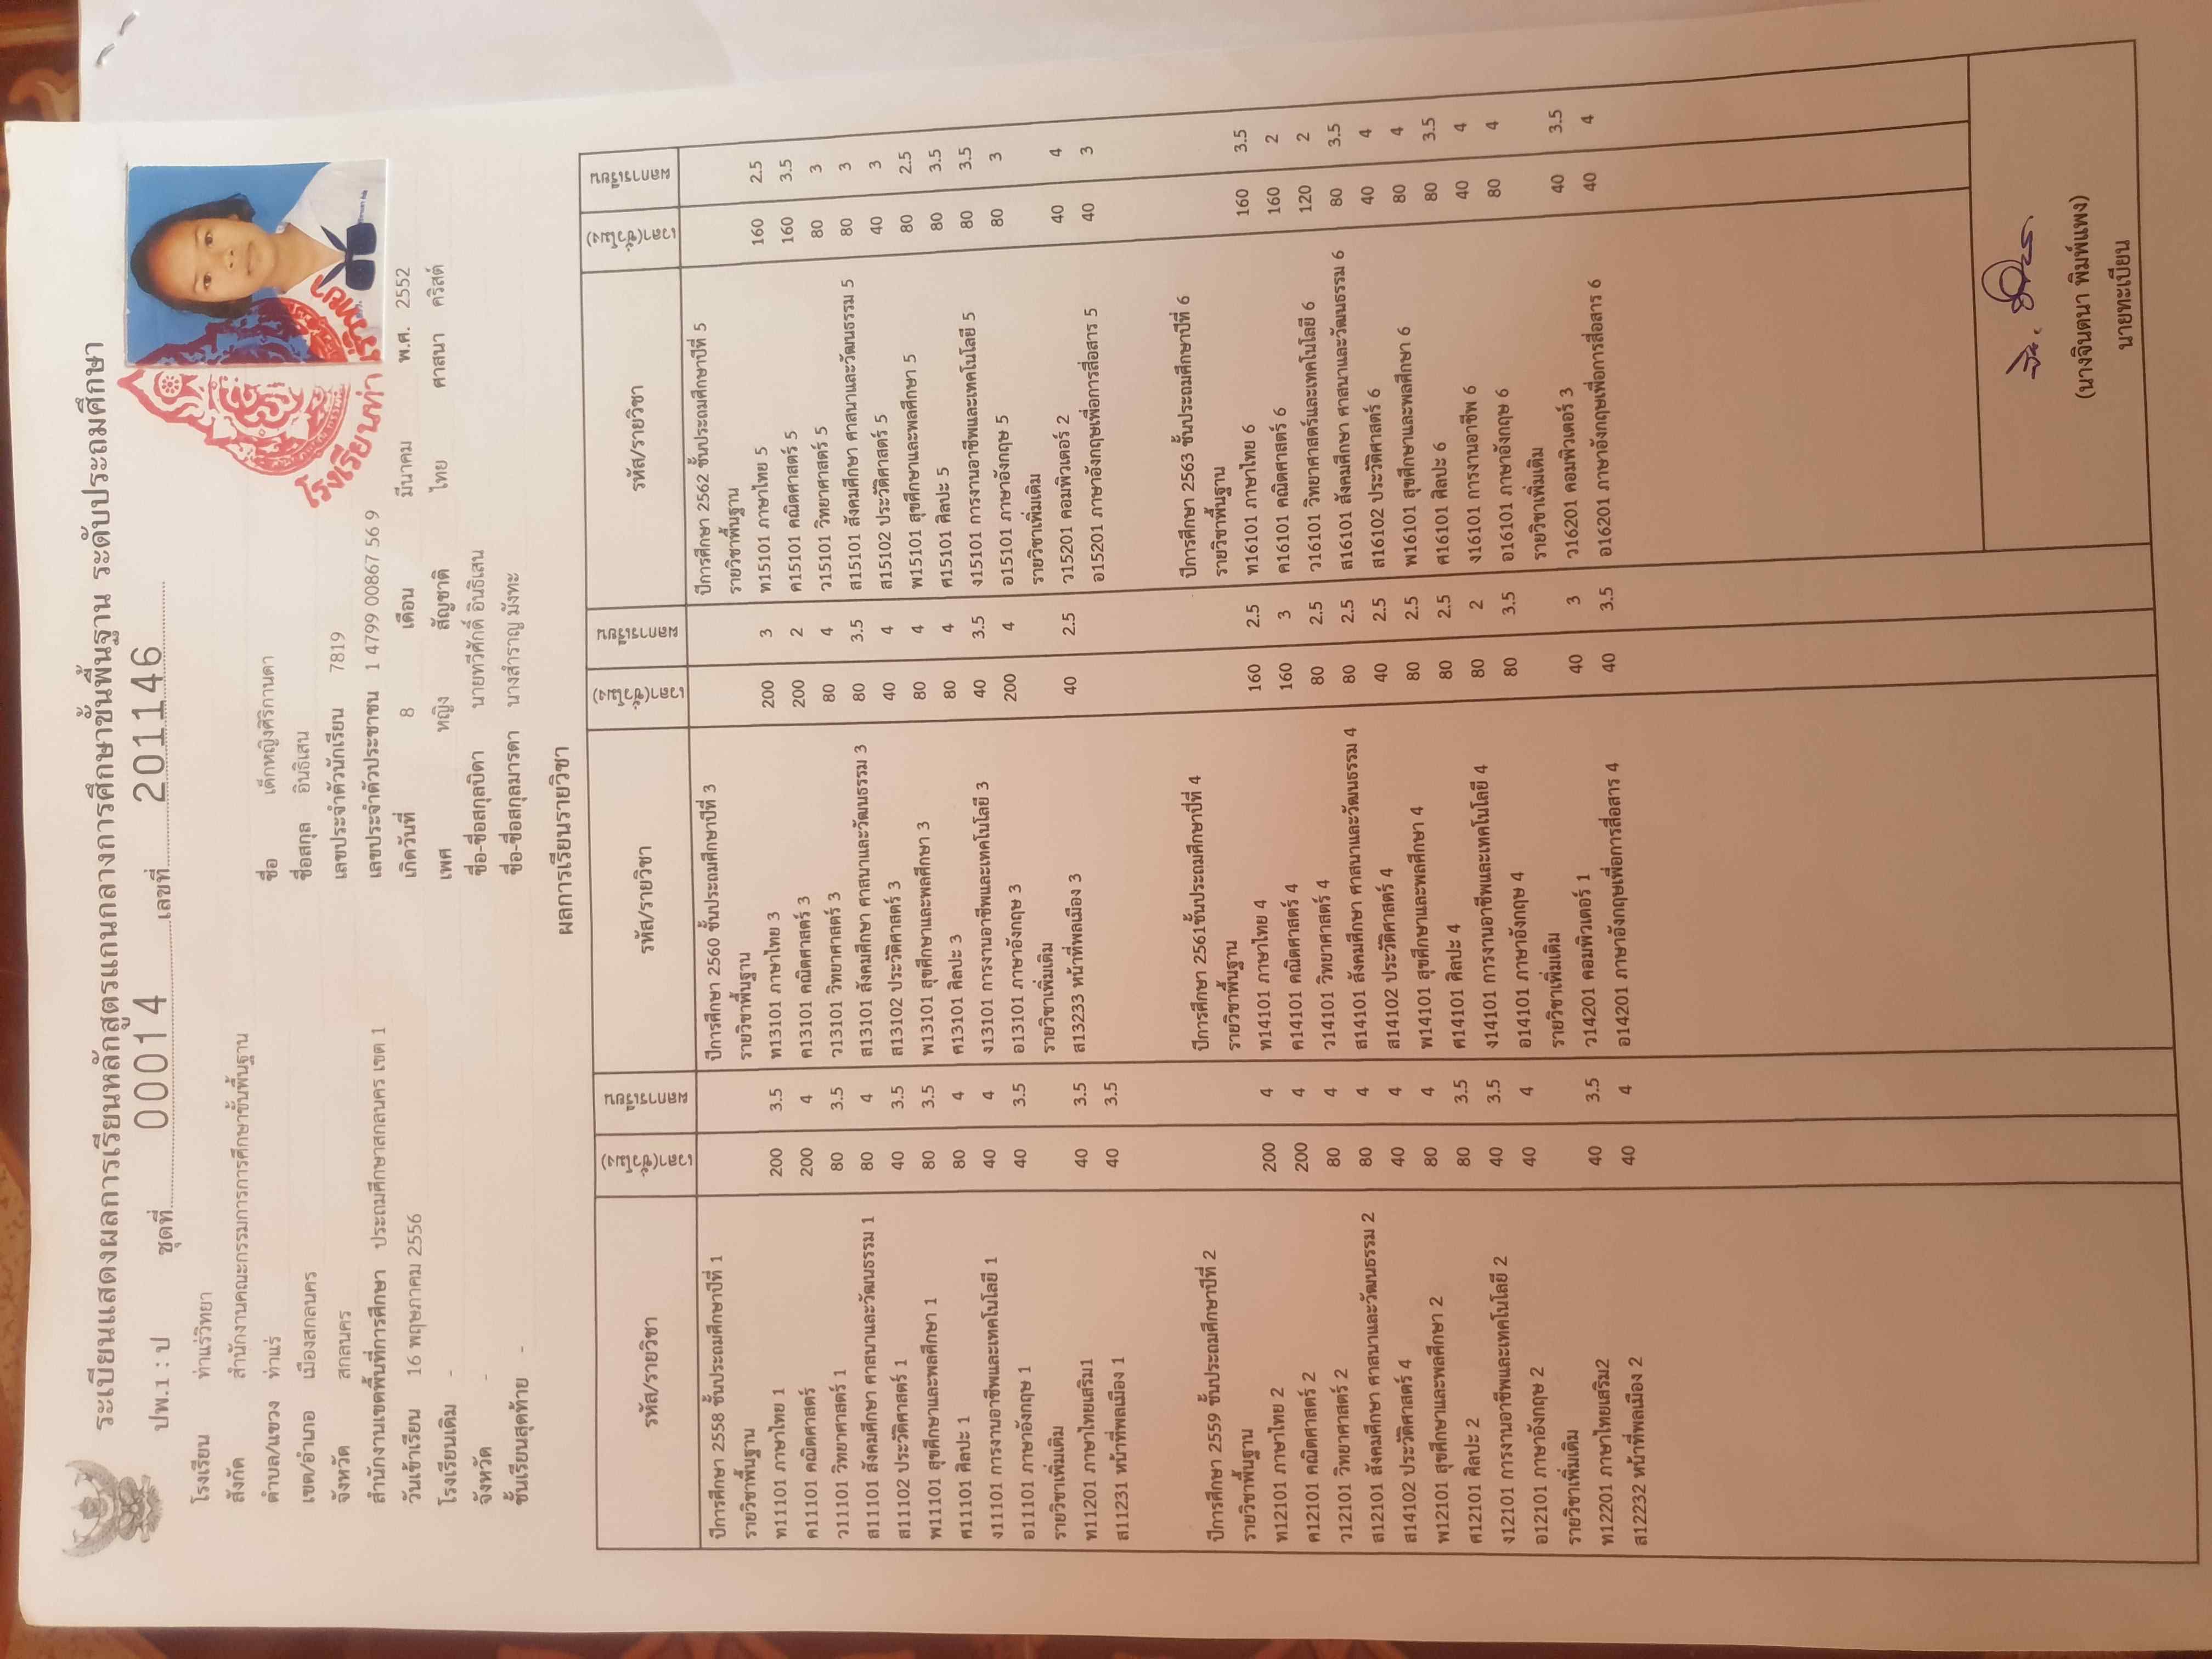 ระเบียนแสดงผลการเรียนหลักสูตรแกนกลางการศึกษาขั้นพื้นฐาน ระดับประถมศึกษา
ปพ.1 : ป ชุดที่ 00014 เลขที่ 201146
โรงเรียน ท่าแร่วิทยา
สังกัด สำนักงานคณะกรรมการการศึกษาขั้นพื้นฐาน
ตำบล/แขวง ท่าแร่
เขต/อำเภอ เมืองสกลนคร
จังหวัด สกลนคร
สำนักงานเขตพื้นที่การศึกษา ประถมศึกษาสกลนคร เขต 1
วันเข้าเรียน 16 พฤษภาคม 2556
โรงเรียนเดิม -
จังหวัด -
ชั้นเรียนสุดท้าย -
ชื่อ เด็กหญิงศิริกานดา
ชื่อสกุล อินธิเสน
เลขประจำตัวนักเรียน 7819
เลขประจำตัวประชาชน 1 4799 00867 56 9
เกิดวันที่ 8 เดือน มีนาคม พ.ศ. 2552
เพศ หญิง สัญชาติ ไทย ศาสนา คริสต์
ชื่อ-ชื่อสกุลบิดา นายทวีศักดิ์ อินธิเสน
ชื่อ-ชื่อสกุลมารดา นางสำราญ มังทะ
ผลการเรียนรายวิชา
รหัส/รายวิชา เวลา(ชั่วโมง) ผลการเรียน
ปีการศึกษา 2558 ชั้นประถมศึกษาปีที่ 1
รายวิชาพื้นฐาน
ท11101 ภาษาไทย 1 200 3.5
ค11101 คณิตศาสตร์ 200 4
ว11101 วิทยาศาสตร์ 1 80 3.5
ส11101 สังคมศึกษา ศาสนาและวัฒนธรรม 1 80 4
ส11102 ประวัติศาสตร์ 1 40 3.5
พ11101 สุขศึกษาและพลศึกษา 1 80 3.5
ศ11101 ศิลปะ 1 80 4
ง11101 การงานอาชีพและเทคโนโลยี 1 40 4
อ11101 ภาษาอังกฤษ 1 40 3.5
รายวิชาเพิ่มเติม
ท11201 ภาษาไทยเสริม1 40 3.5
ส11231 หน้าที่พลเมือง 1 40 3.5
ปีการศึกษา 2559 ชั้นประถมศึกษาปีที่ 2
รายวิชาพื้นฐาน
ท12101 ภาษาไทย 2 200 4
ค12101 คณิตศาสตร์ 2 200 4
ว12101 วิทยาศาสตร์ 2 80 4
ส12101 สังคมศึกษา ศาสนาและวัฒนธรรม 2 80 4
ส14102 ประวัติศาสตร์ 4 40 4
พ12101 สุขศึกษาและพลศึกษา 2 80 4
ศ12101 ศิลปะ 2 80 3.5
ง12101 การงานอาชีพและเทคโนโลยี 2 40 3.5
อ12101 ภาษาอังกฤษ 2 40 4
รายวิชาเพิ่มเติม
ท12201 ภาษาไทยเสริม2 40 3.5
ส12232 หน้าที่พลเมือง 2 40 4
รหัส/รายวิชา เวลา(ชั่วโมง) ผลการเรียน
ปีการศึกษา 2560 ชั้นประถมศึกษาปีที่ 3
รายวิชาพื้นฐาน
ท13101 ภาษาไทย 3 200 3
ค13101 คณิตศาสตร์ 3 200 2
ว13101 วิทยาศาสตร์ 3 80 4
ส13101 สังคมศึกษา ศาสนาและวัฒนธรรม 3 80 3.5
ส13102 ประวัติศาสตร์ 3 40 4
พ13101 สุขศึกษาและพลศึกษา 3 80 4
ศ13101 ศิลปะ 3 80 4
ง13101 การงานอาชีพและเทคโนโลยี 3 40 3.5
อ13101 ภาษาอังกฤษ 3 200 4
รายวิชาเพิ่มเติม
ส13233 หน้าที่พลเมือง 3 40 2.5
ปีการศึกษา 2561ชั้นประถมศึกษาปีที่ 4
รายวิชาพื้นฐาน
ท14101 ภาษาไทย 4 160 2.5
ค14101 คณิตศาสตร์ 4 160 3
ว14101 วิทยาศาสตร์ 4 80 2.5
ส14101 สังคมศึกษา ศาสนาและวัฒนธรรม 4 80 2.5
ส14102 ประวัติศาสตร์ 4 40 2.5
พ14101 สุขศึกษาและพลศึกษา 4 80 2.5
ศ14101 ศิลปะ 4 80 2.5
ง14101 การงานอาชีพและเทคโนโลยี 4 80 2
อ14101 ภาษาอังกฤษ 4 80 3.5
รายวิชาเพิ่มเติม
ว14201 คอมพิวเตอร์ 1 40 3
อ14201 ภาษาอังกฤษเพื่อการสื่อสาร 4 40 3.5
รหัส/รายวิชา เวลา(ชั่วโมง) ผลการเรียน
ปีการศึกษา 2562 ชั้นประถมศึกษาปีที่ 5
รายวิชาพื้นฐาน
ท15101 ภาษาไทย 5 160 2.5
ค15101 คณิตศาสตร์ 5 160 3.5
ว15101 วิทยาศาสตร์ 5 80 3
ส15101 สังคมศึกษา ศาสนาและวัฒนธรรม 5 80 3
ส15102 ประวัติศาสตร์ 5 40 3
พ15101 สุขศึกษาและพลศึกษา 5 80 2.5
ศ15101 ศิลปะ 5 80 3.5
ง15101 การงานอาชีพและเทคโนโลยี 5 80 3.5
อ15101 ภาษาอังกฤษ 5 80 3
รายวิชาเพิ่มเติม
ว15201 คอมพิวเตอร์ 2 40 4
อ15201 ภาษาอังกฤษเพื่อการสื่อสาร 5 40 3
ปีการศึกษา 2563 ชั้นประถมศึกษาปีที่ 6
รายวิชาพื้นฐาน
ท16101 ภาษาไทย 6 160 3.5
ค16101 คณิตศาสตร์ 6 160 2
ว16101 วิทยาศาสตร์และเทคโนโลยี 6 120 2
ส16101 สังคมศึกษา ศาสนาและวัฒนธรรม 6 80 3.5
ส16102 ประวัติศาสตร์ 6 40 4
พ16101 สุขศึกษาและพลศึกษา 6 80 4
ศ16101 ศิลปะ 6 80 3.5
ง16101 การงานอาชีพ 6 40 4
อ16101 ภาษาอังกฤษ 6 80 4
รายวิชาเพิ่มเติม
ว16201 คอมพิวเตอร์ 3 40 3.5
อ16201 ภาษาอังกฤษเพื่อการสื่อสาร 6 40 4
(นางจินตนา พิมพ์แพง)
นายทะเบียน